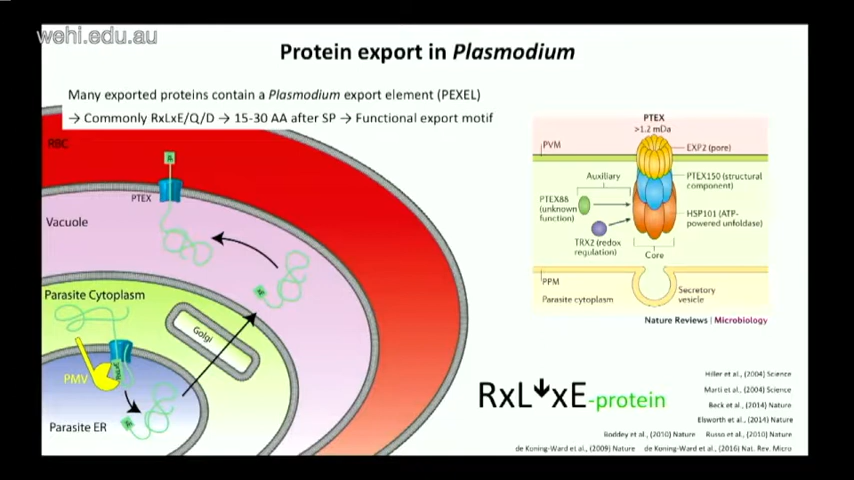 wehi.edu.au
Protein export in Plasmodium
Many exported proteins contain a Plasmodium export element (PEXEL)
→ Commonly RxLxE/Q/D → 15-30 AA after SP → Functional export motif
RBC
PTEX
Vacuole
Parasite Cytoplasm
Golgi
PMV
Parasite ER
PTEX
>1.2 mDa
PVM
EXP2 (pore)
Auxiliary
PTEX150 (structural
component)
PTEX88
(unknown
function)
HSP101 (ATP-
powered unfoldase)
TRX2 (redox
regulation)
Core
PPM
Parasite cytoplasm
Secretory
vesicle
Nature Reviews | Microbiology
RxL↓xE-protein
Hiller et al., (2004) Science
Marti et al., (2004) Science
Beck et al., (2014) Nature
Elsworth et al., (2014) Nature
Boddey et al., (2010) Nature Russo et al., (2010) Nature
de Koning-Ward et al., (2009) Nature de Koning-Ward et al., (2016) Nat. Rev. Micro